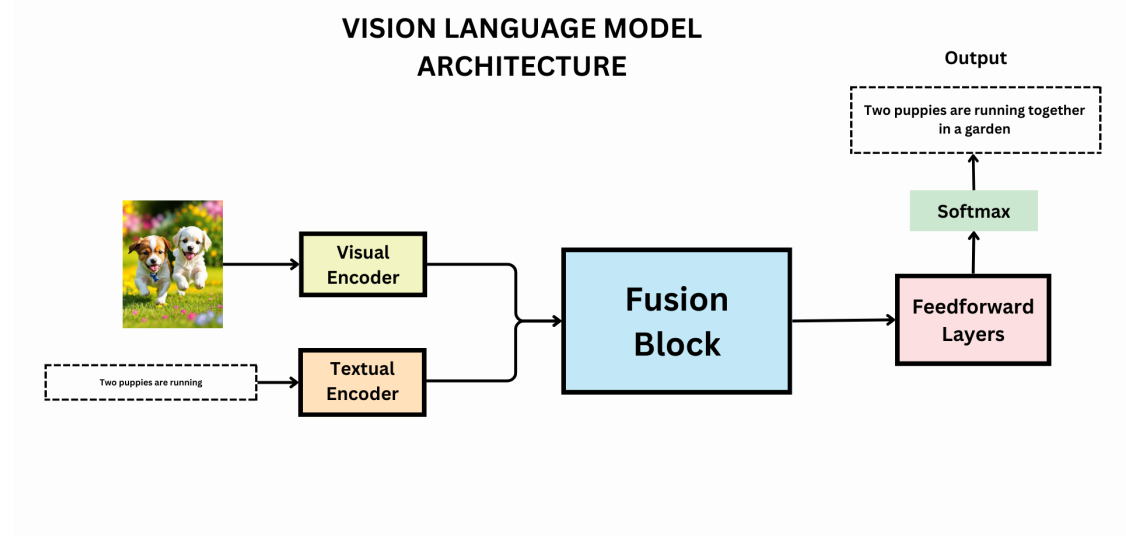 VISION LANGUAGE MODEL
ARCHITECTURE
Output
Two puppies are running together
in a garden
Softmax
Visual
Encoder
Fusion
Block
Feedforward
Layers
Textual
Encoder
Two puppies are running